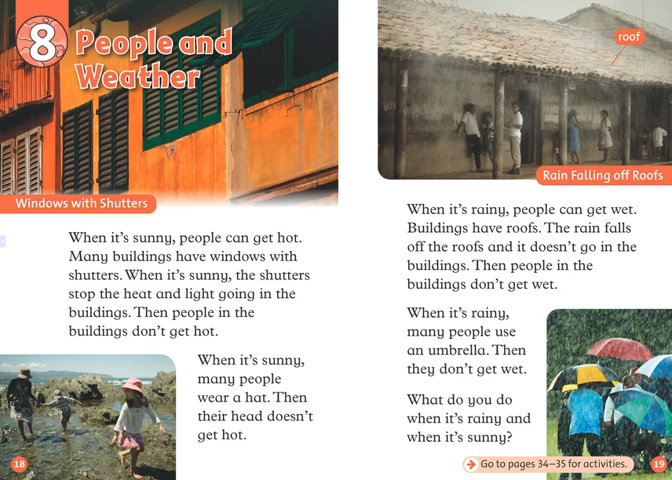 8
People and
Weather
Windows with Shutters
When it's sunny, people can get hot.
Many buildings have windows with
shutters. When it's sunny, the shutters
stop the heat and light going in the
buildings. Then people in the
buildings don't get hot.
When it's sunny,
many people
wear a hat. Then
their head doesn't
get hot.
18
roof
Rain Falling off Roofs
When it's rainy, people can get wet.
Buildings have roofs. The rain falls
off the roofs and it doesn't go in the
buildings. Then people in the
buildings don't get wet.
When it's rainy,
many people use
an umbrella. Then
they don't get wet.
What do you do
when it's rainy and
when it's sunny?
Go to pages 34–35 for activities.
19